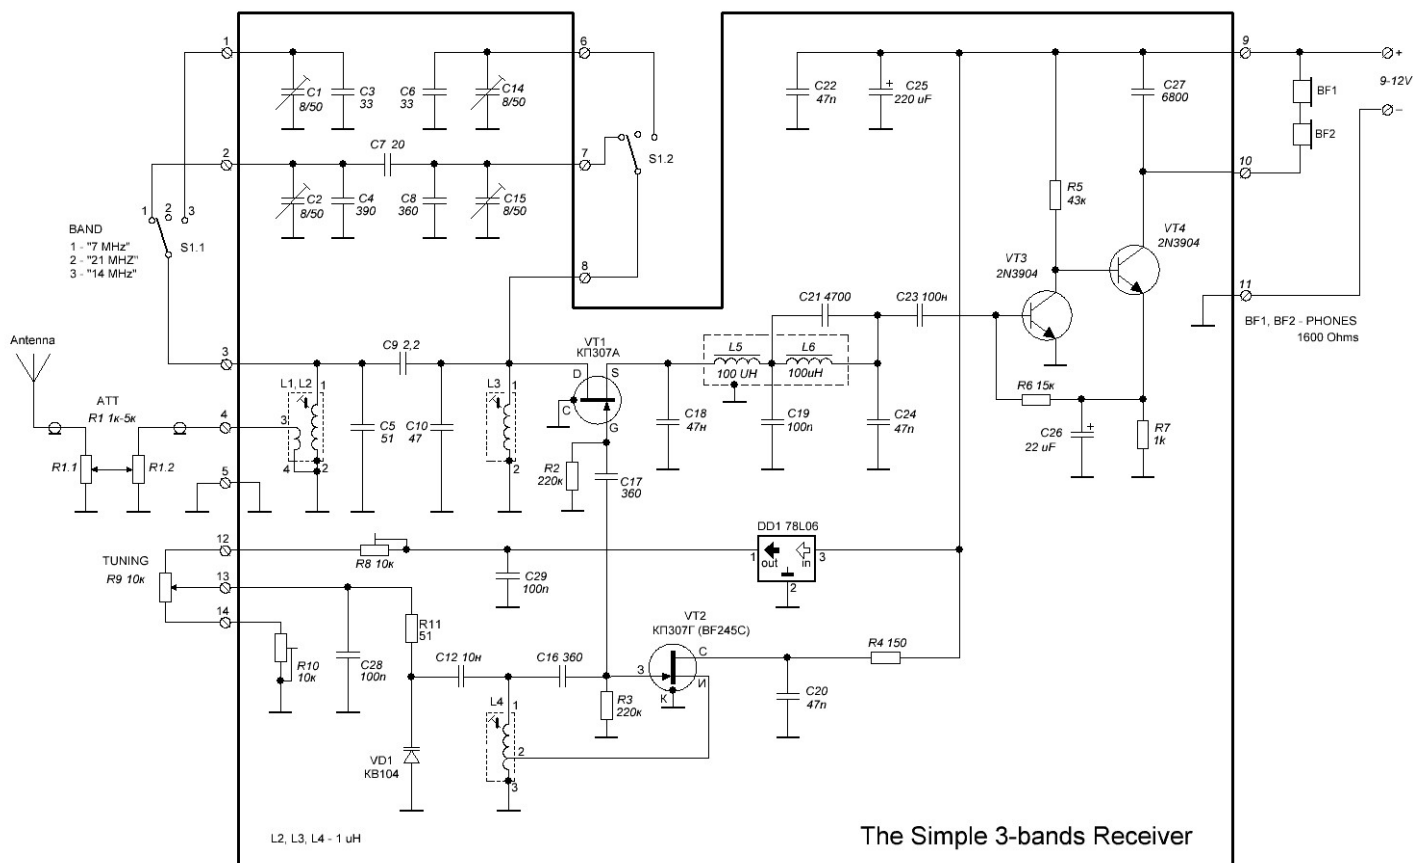 1
C1
8/50
C3
33
C6
33
C14
8/50
6
C22
47n
C25
+
220 uF
C27
6800
9
BF1
BF2
+
9-12V
–
2
C7 20
7
S1.2
10
C2
8/50
C4
390
C8
360
C15
8/50
R5
43к
1
2
3
S1.1
BAND
1 - "7 MHz"
2 - "21 MHZ"
3 - "14 MHz"
VT3
2N3904
VT4
2N3904
8
C21 4700
C23 100н
11
BF1, BF2 - PHONES
1600 Ohms
Antenna
3
C9 2,2
VT1
КП307А
D
S
C
G
L5
100 UH
L6
100uH
ATT
R1 1к-5к
4
R1.1
R1.2
5
L1, L2
1
3
4
2
C5
51
C10
47
L3
1
2
R2
220к
C17
360
C18
47н
C19
100n
C24
47n
R6 15к
C26
+
22 uF
R7
1k
TUNING
R9 10к
12
13
14
R8 10к
C29
100n
DD1 78L06
1
out
in
3
2
R10
10к
C28
100n
R11
51
C12 10н
C16 360
VT2
КП307Г (BF245C)
З
С
И
К
R4 150
C20
47n
R3
220к
L4
1
2
3
VD1
КВ104
L2, L3, L4 - 1 uH
The Simple 3-bands Receiver